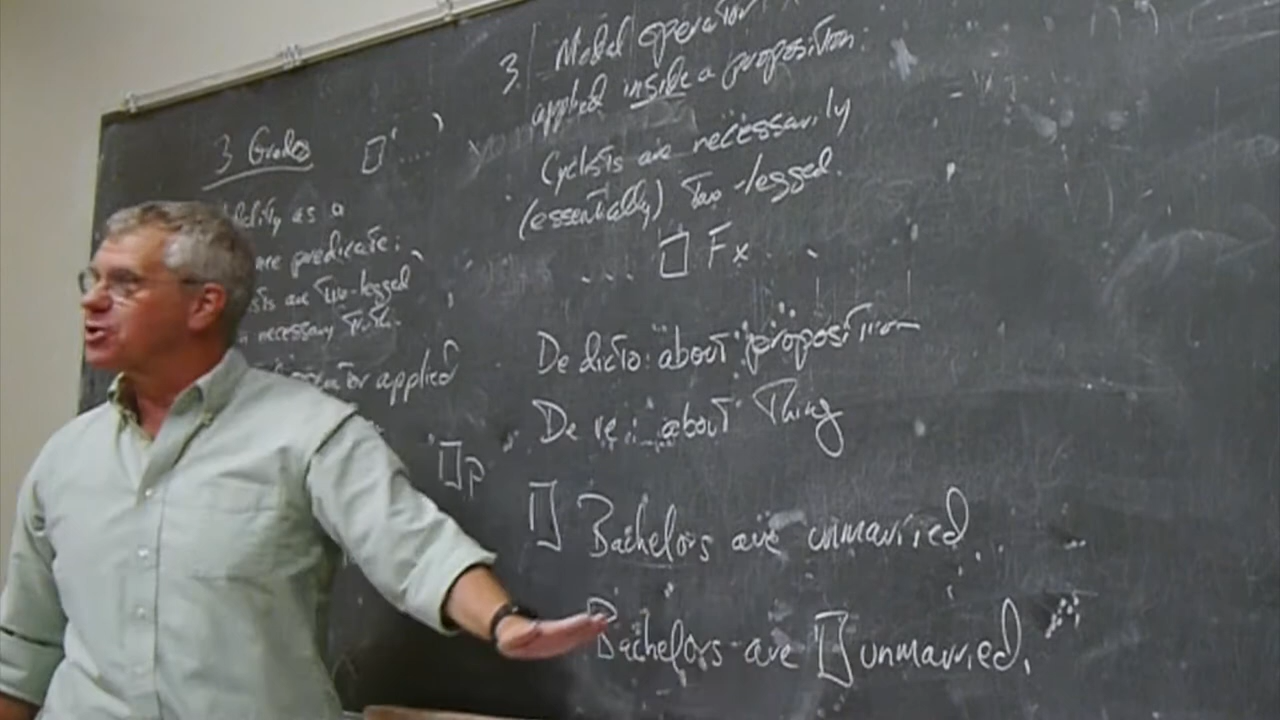 3 Grades □ '....'
as a
predicate:
are two-legged
necessary truth.
applied
□p
3. Modal operator
applied inside a proposition.
Cyclists are necessarily
(essentially) two-legged.
.... □ Fx ..
De dicto: about proposition
De re: about thing
□ Bachelors are unmarried.
Bachelors are □ unmarried.